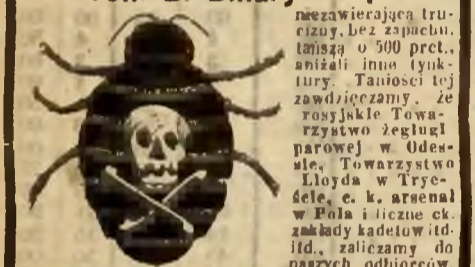 niezawierająca tru-
cizny, bez zapachu,
tańsza o 500 prct.,
aniżeli inne tynk-
tury. Taniości tej
zawdzięczamy, że
rosyjskie Towa-
rzystwo żeglugi
parowej w Odes-
sie, Towarzystwo
Lloyda w Trye-
ście, c. k. arsenał
w Pola i liczne ck.
zakłady kadetów itd.
itd., zaliczamy do
naszych odbiorców